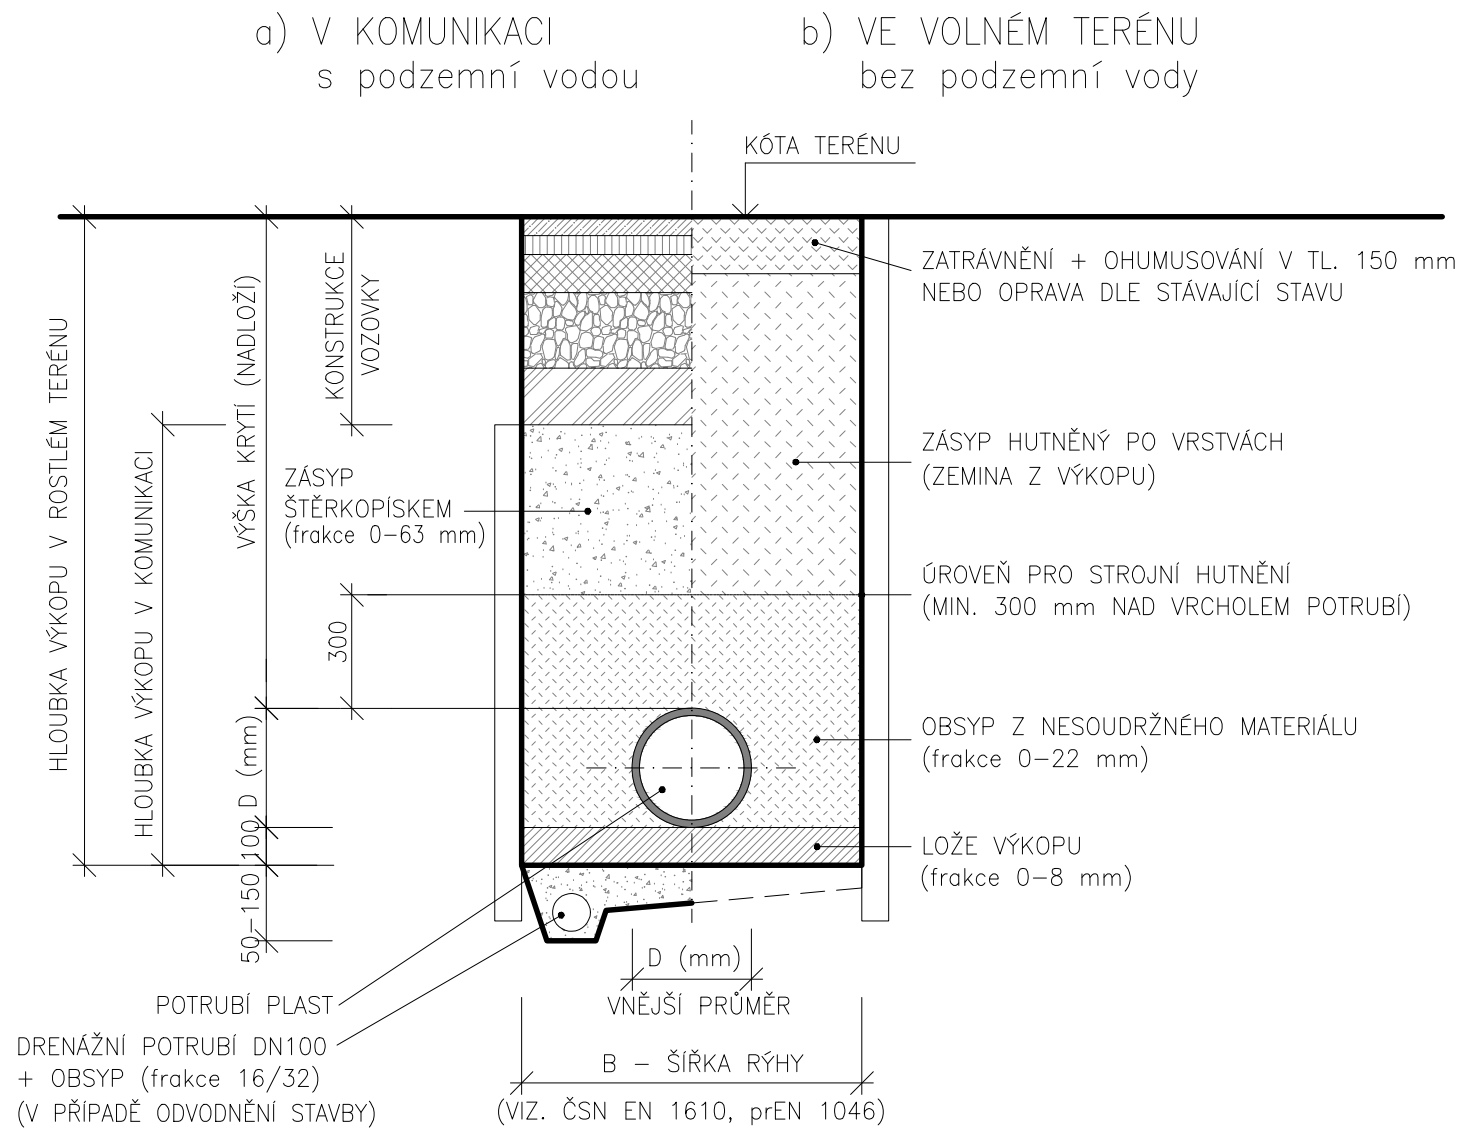 a) V KOMUNIKACI
s podzemní vodou
b) VE VOLNÉM TERÉNU
bez podzemní vody
KÓTA TERÉNU
HLOUBKA VÝKOPU V ROSTLÉM TERÉNU
HLOUBKA VÝKOPU V KOMUNIKACI
VÝŠKA KRYTÍ (NADLOŽÍ)
KONSTRUKCE
VOZOVKY
ZATRÁVNĚNÍ + OHUMUSOVÁNÍ V TL. 150 mm
NEBO OPRAVA DLE STÁVAJÍCÍ STAVU
ZÁSYP HUTNĚNÝ PO VRSTVÁCH
(ZEMINA Z VÝKOPU)
ZÁSYP
ŠTĚRKOPÍSKEM
(frakce 0-63 mm)
ÚROVEŇ PRO STROJNÍ HUTNĚNÍ
(MIN. 300 mm NAD VRCHOLEM POTRUBÍ)
300
OBSYP Z NESOUDRŽNÉHO MATERIÁLU
(frakce 0-22 mm)
D (mm)
100
50-150
LOŽE VÝKOPU
(frakce 0-8 mm)
D (mm)
VNĚJŠÍ PRŮMĚR
POTRUBÍ PLAST
DRENÁŽNÍ POTRUBÍ DN100
+ OBSYP (frakce 16/32)
(V PŘÍPADĚ ODVODNĚNÍ STAVBY)
B - ŠÍŘKA RÝHY
(VIZ. ČSN EN 1610, prEN 1046)